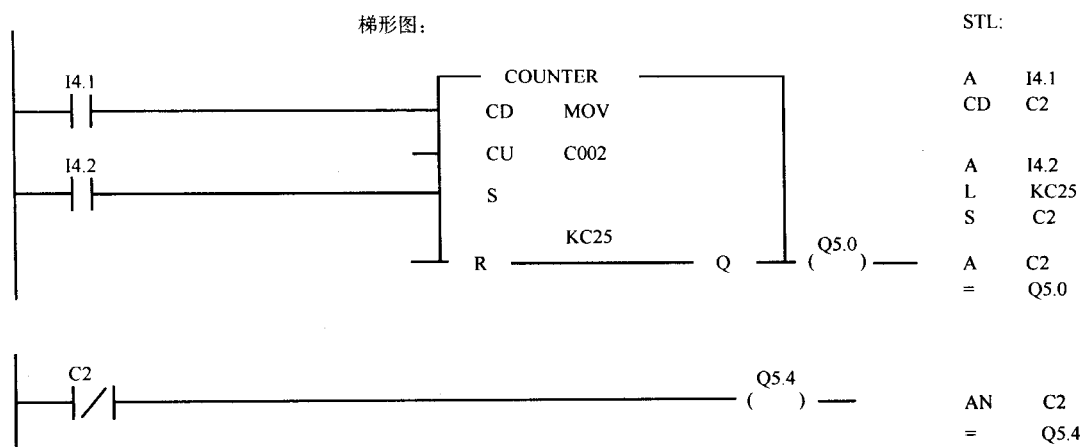 梯形图:
STL:
I4.1
COUNTER
A I4.1
CD MOV
CD C2
CU C002
I4.2
A I4.2
S
L KC25
S C2
KC25
R Q
Q5.0
( )
A C2
= Q5.0
C2
Q5.4
( )
AN C2
= Q5.4